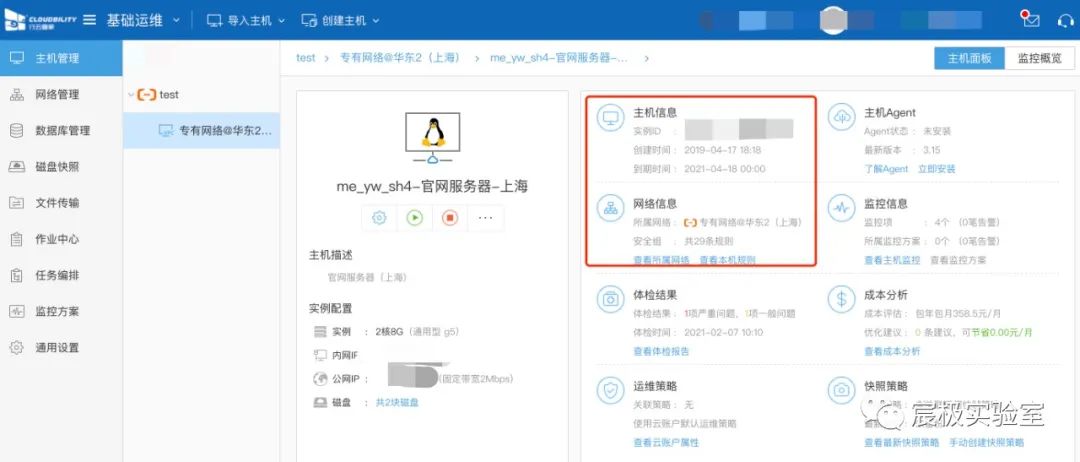 CLOUDBILITY
行云管家
基础运维
导入主机
创建主机
主机管理
网络管理
数据库管理
磁盘快照
文件传输
作业中心
任务编排
监控方案
通用设置
test
专有网络@华东2...
test > 专有网络@华东2（上海） > me_yw_sh4-官网服务器-... >
主机面板
监控概览
me_yw_sh4-官网服务器-上海
主机描述
官网服务器（上海）
实例配置
实例 ： 2核8G（通用型 g5）
内网IP
公网IP ： (固定带宽2Mbps)
磁盘 ： 共2块磁盘
主机信息
实例ID ：
创建时间 ： 2019-04-17 18:18
到期时间 ： 2021-04-18 00:00
网络信息
所属网络 ： 专有网络@华东2（上海）
安全组 ： 共29条规则
查看所属网络 查看本机规则
体检结果
体检结果 ： 1项严重问题，1项一般问题
体检时间 ： 2021-02-07 10:10
查看体检报告
运维策略
关联策略 ： 无
使用云账户默认运维策略
查看云账户属性
主机Agent
Agent状态 ： 未安装
最新版本 ： 3.15
了解Agent 立即安装
监控信息
监控项 ： 4个 （0笔告警）
所属监控方案 ： 0个 （0笔告警）
查看主机监控 查看监控方案
成本分析
成本评估 ： 包年包月358.5元/月
优化建议 ： 0 条建议，可节省0.00元/月
查看成本分析
快照策略
查看最新快照策略 手动创建快照策略
宸极实验室